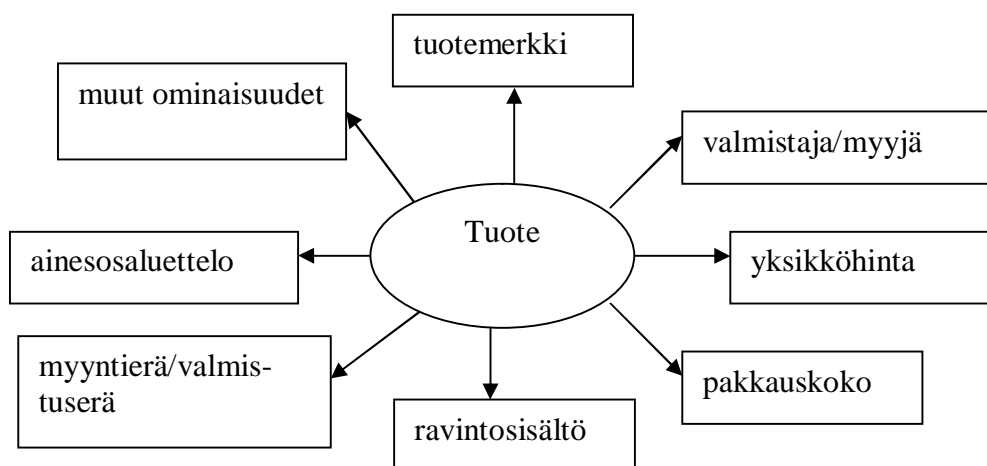 tuotemerkki
muut ominaisuudet
valmistaja/myyjä
Tuote
ainesosaluettelo
yksikköhinta
myyntierä/valmis-
tuserä
pakkauskoko
ravintosisältö